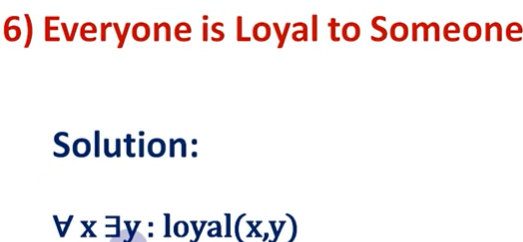 6) Everyone is Loyal to Someone
Solution:
∀ x ∃y : loyal(x,y)